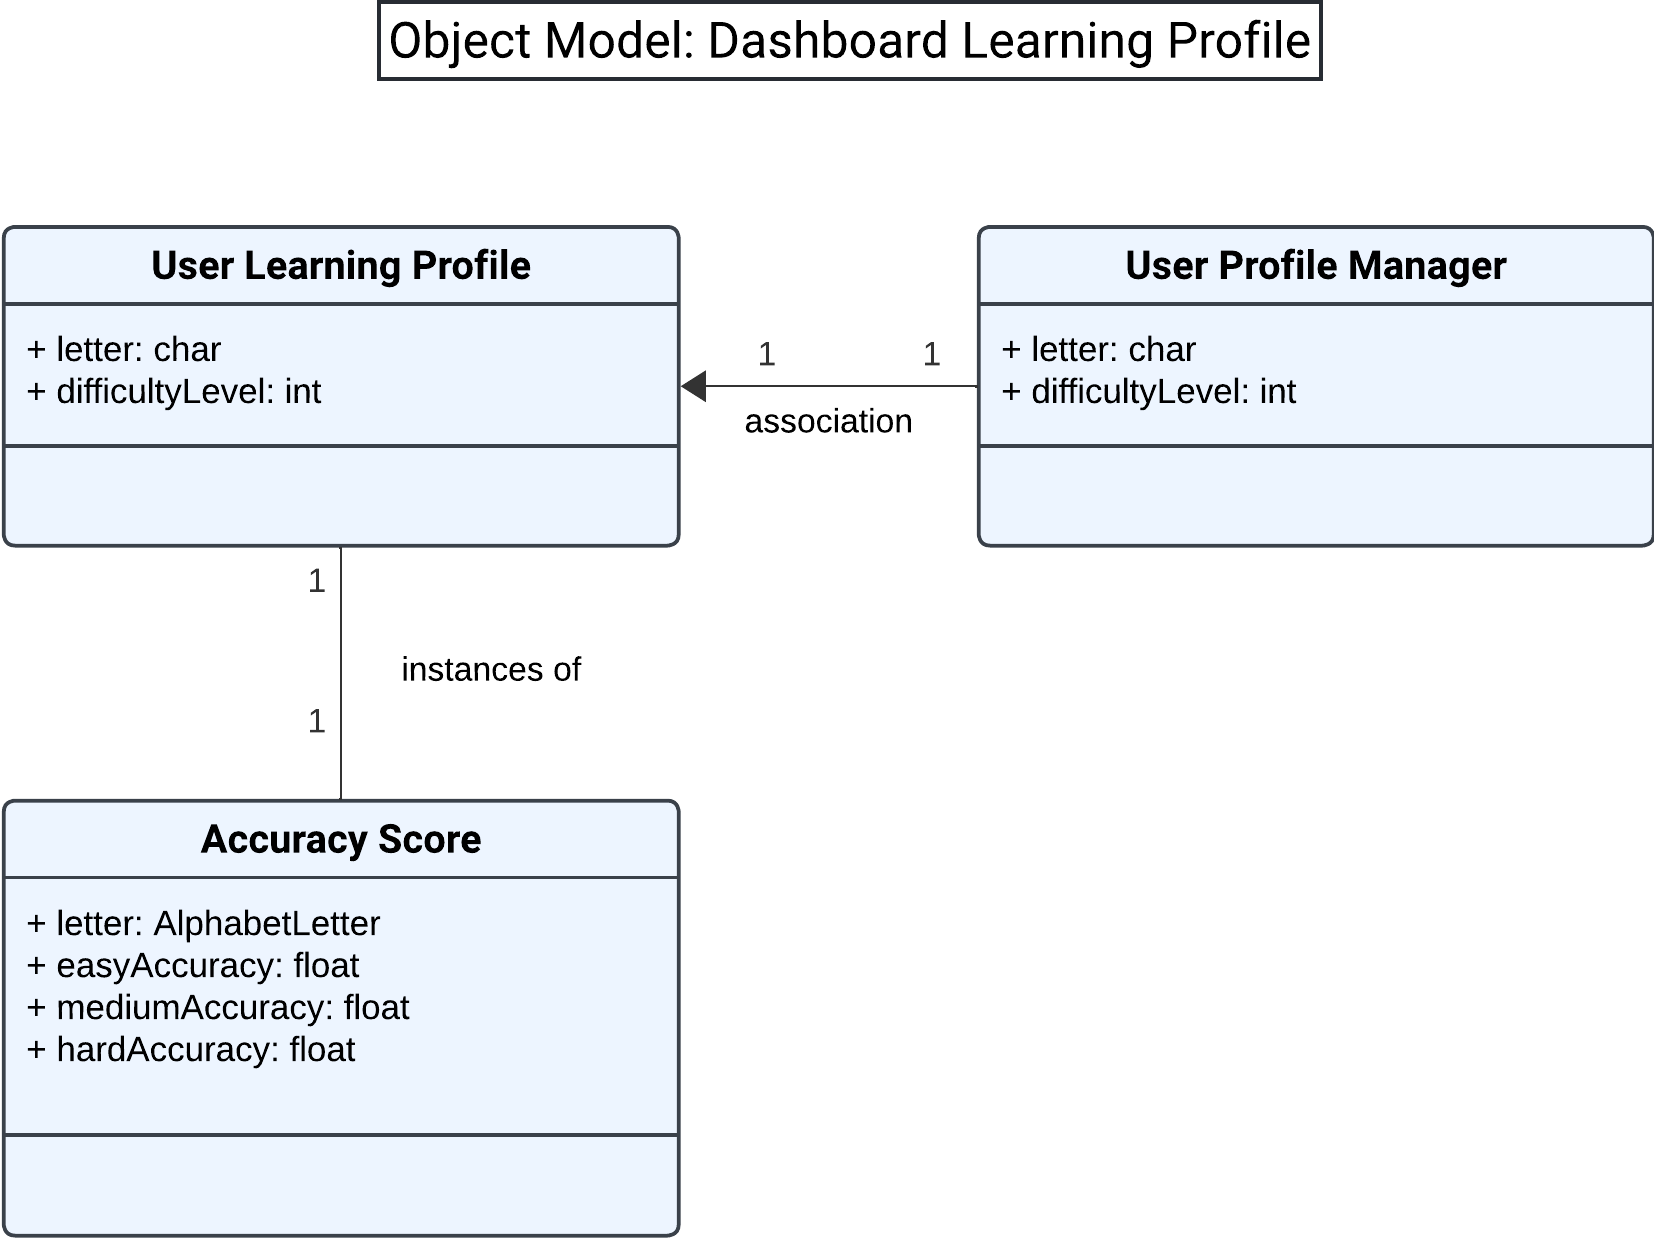 Object Model: Dashboard Learning Profile
User Learning Profile
+ letter: char
+ difficultyLevel: int
1
1
association
User Profile Manager
+ letter: char
+ difficultyLevel: int
1
instances of
1
Accuracy Score
+ letter: AlphabetLetter
+ easyAccuracy: float
+ mediumAccuracy: float
+ hardAccuracy: float